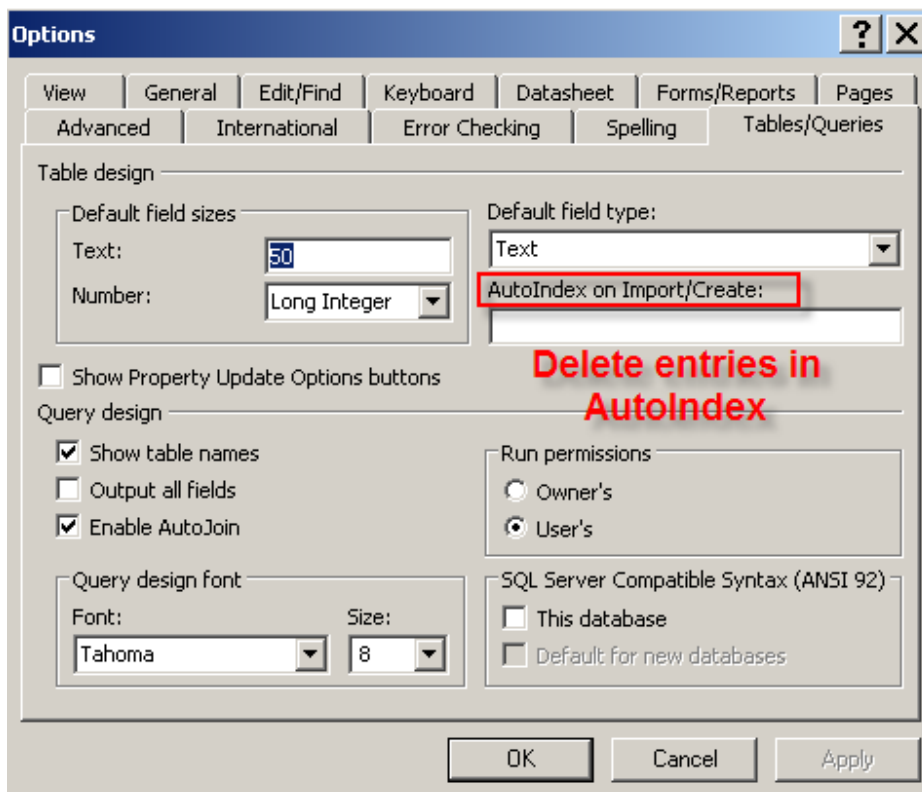 Options
View General Edit/Find Keyboard Datasheet Forms/Reports Pages
Advanced International Error Checking Spelling Tables/Queries
Table design
Default field sizes
Text: 50
Number: Long Integer
Default field type:
Text
AutoIndex on Import/Create:
Delete entries in
AutoIndex
Show Property Update Options buttons
Query design
Show table names
Output all fields
Enable AutoJoin
Run permissions
Owner's
User's
Query design font
Font: Size:
Tahoma 8
SQL Server Compatible Syntax (ANSI 92)
This database
Default for new databases
OK Cancel Apply